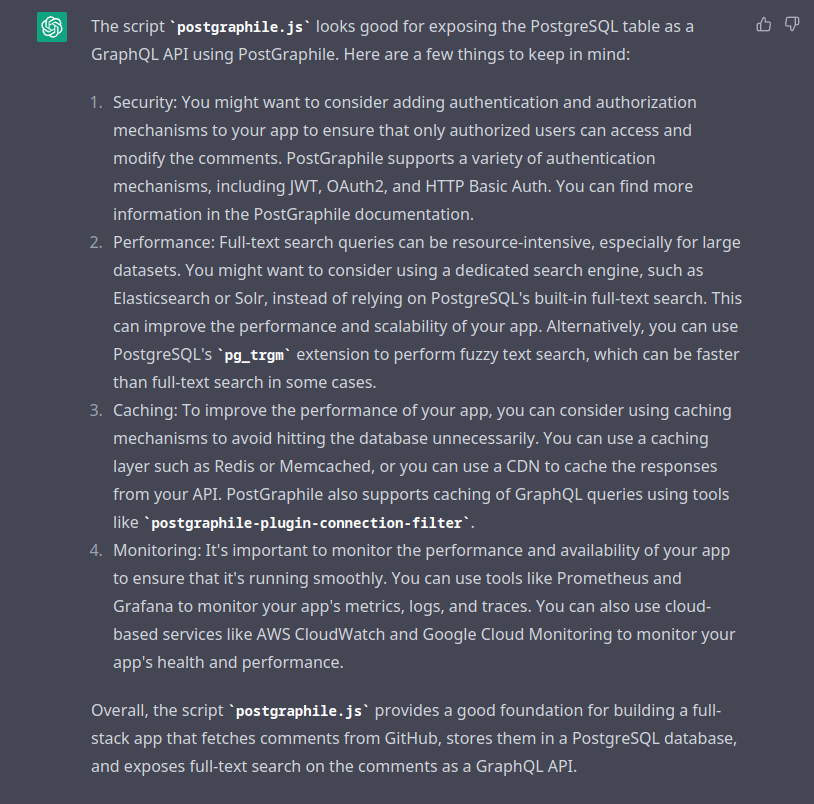 The script `postgraphile.js` looks good for exposing the PostgreSQL table as a
GraphQL API using PostGraphile. Here are a few things to keep in mind:
1. Security: You might want to consider adding authentication and authorization
mechanisms to your app to ensure that only authorized users can access and
modify the comments. PostGraphile supports a variety of authentication
mechanisms, including JWT, OAuth2, and HTTP Basic Auth. You can find more
information in the PostGraphile documentation.
2. Performance: Full-text search queries can be resource-intensive, especially for large
datasets. You might want to consider using a dedicated search engine, such as
Elasticsearch or Solr, instead of relying on PostgreSQL's built-in full-text search. This
can improve the performance and scalability of your app. Alternatively, you can use
PostgreSQL's `pg_trgm` extension to perform fuzzy text search, which can be faster
than full-text search in some cases.
3. Caching: To improve the performance of your app, you can consider using caching
mechanisms to avoid hitting the database unnecessarily. You can use a caching
layer such as Redis or Memcached, or you can use a CDN to cache the responses
from your API. PostGraphile also supports caching of GraphQL queries using tools
like `postgraphile-plugin-connection-filter`.
4. Monitoring: It's important to monitor the performance and availability of your app
to ensure that it's running smoothly. You can use tools like Prometheus and
Grafana to monitor your app's metrics, logs, and traces. You can also use cloud-
based services like AWS CloudWatch and Google Cloud Monitoring to monitor your
app's health and performance.
Overall, the script `postgraphile.js` provides a good foundation for building a full-
stack app that fetches comments from GitHub, stores them in a PostgreSQL database,
and exposes full-text search on the comments as a GraphQL API.